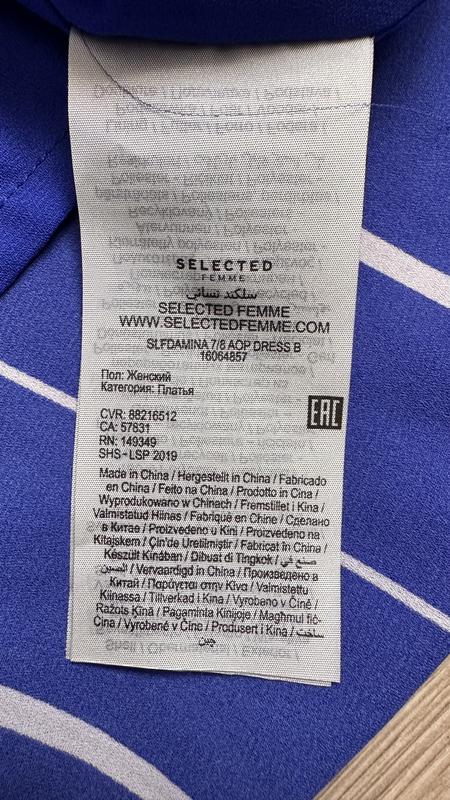 SELECTED
FEMME
سلكتد نسائي
SELECTED FEMME
WWW.SELECTEDFEMME.COM
SLFDAMINA 7/8 AOP DRESS B
16064857
Пол: Женский
Категория: Платья
EAC
CVR: 88216512
CA: 57831
RN: 149349
SHS - LSP 2019
Made in China / Hergestellt in China / Fabricado
en China / Feito na China / Prodotto in Cina /
Wyprodukowano w Chinach / Fremstillet i Kina /
Valmistatud Hiinas / Fabriqué en Chine / Сделано
в Китае / Proizvedeno u Kini / Proizvedeno na
Kitajskem / Çin'de Üretilmiştir / Fabricat în China /
Készült Kínában / Dibuat di Tingkok / صنع في
الصين / Vervaardigd in China / Произведено в
Китай / Παράγεται στην Κίνα / Valmistettu
Kiinassa / Tillverkad i Kina / Vyrobeno v Číně /
Ražots Ķīnā / Pagaminta Kinijoje / Magħmul fiċ-
Ċina / Vyrobené v Číne / Produsert i Kina / ساخت
چین